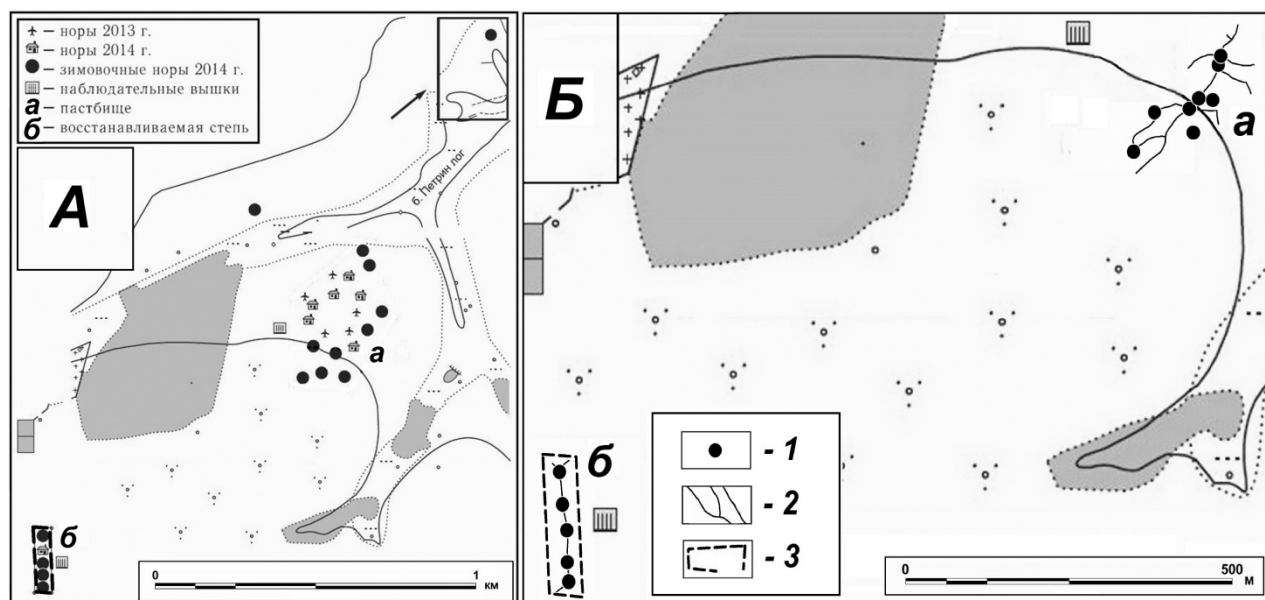 – норы 2013 г.
– норы 2014 г.
– зимовочные норы 2014 г.
– наблюдательные вышки
а – пастбище
б – восстанавливаемая степь
А
б. Петрин лог
а
б
0 1
км
Б
а
б
- 1
- 2
- 3
0 500
м